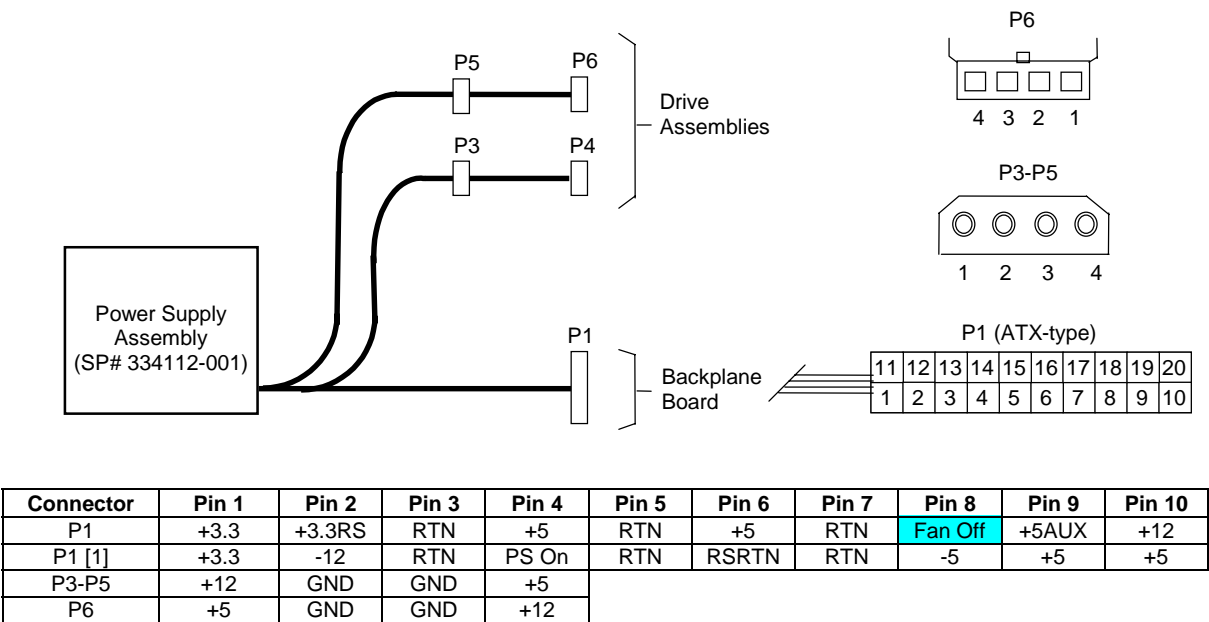 P6
P5
P6
Drive
Assemblies
4 3 2 1
P3
P4
P3-P5
1 2 3 4
Power Supply
Assembly
(SP# 334112-001)
P1
Backplane
Board
P1 (ATX-type)
11 12 13 14 15 16 17 18 19 20
1 2 3 4 5 6 7 8 9 10
Connector Pin 1 Pin 2 Pin 3 Pin 4 Pin 5 Pin 6 Pin 7 Pin 8 Pin 9 Pin 10
P1 +3.3 +3.3RS RTN +5 RTN +5 RTN Fan Off +5AUX +12
P1 [1] +3.3 -12 RTN PS On RTN RSRTN RTN -5 +5 +5
P3-P5 +12 GND GND +5
P6 +5 GND GND +12